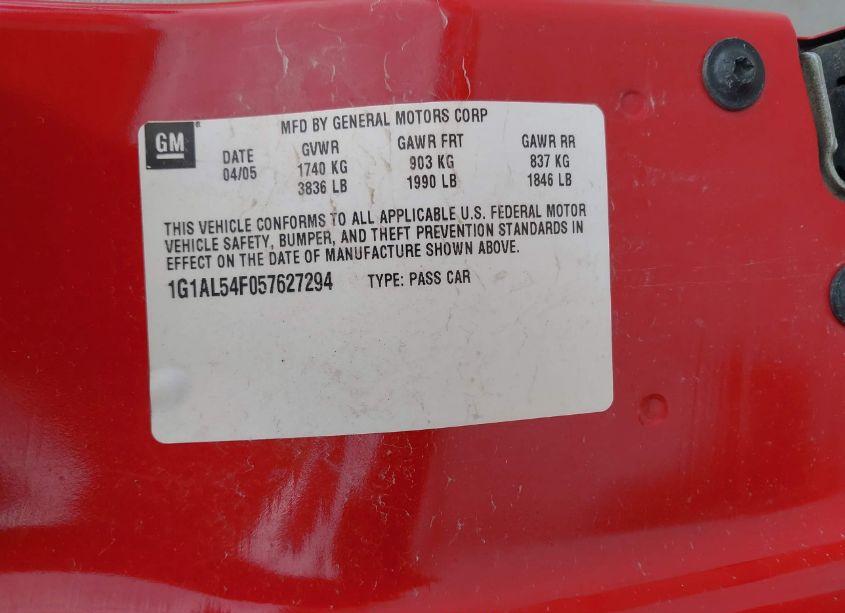 GM
MFD BY GENERAL MOTORS CORP
DATE GVWR GAWR FRT GAWR RR
04/05 1740 KG 903 KG 837 KG
3836 LB 1990 LB 1846 LB
THIS VEHICLE CONFORMS TO ALL APPLICABLE U.S. FEDERAL MOTOR
VEHICLE SAFETY, BUMPER, AND THEFT PREVENTION STANDARDS IN
EFFECT ON THE DATE OF MANUFACTURE SHOWN ABOVE.
1G1AL54F057627294 TYPE: PASS CAR